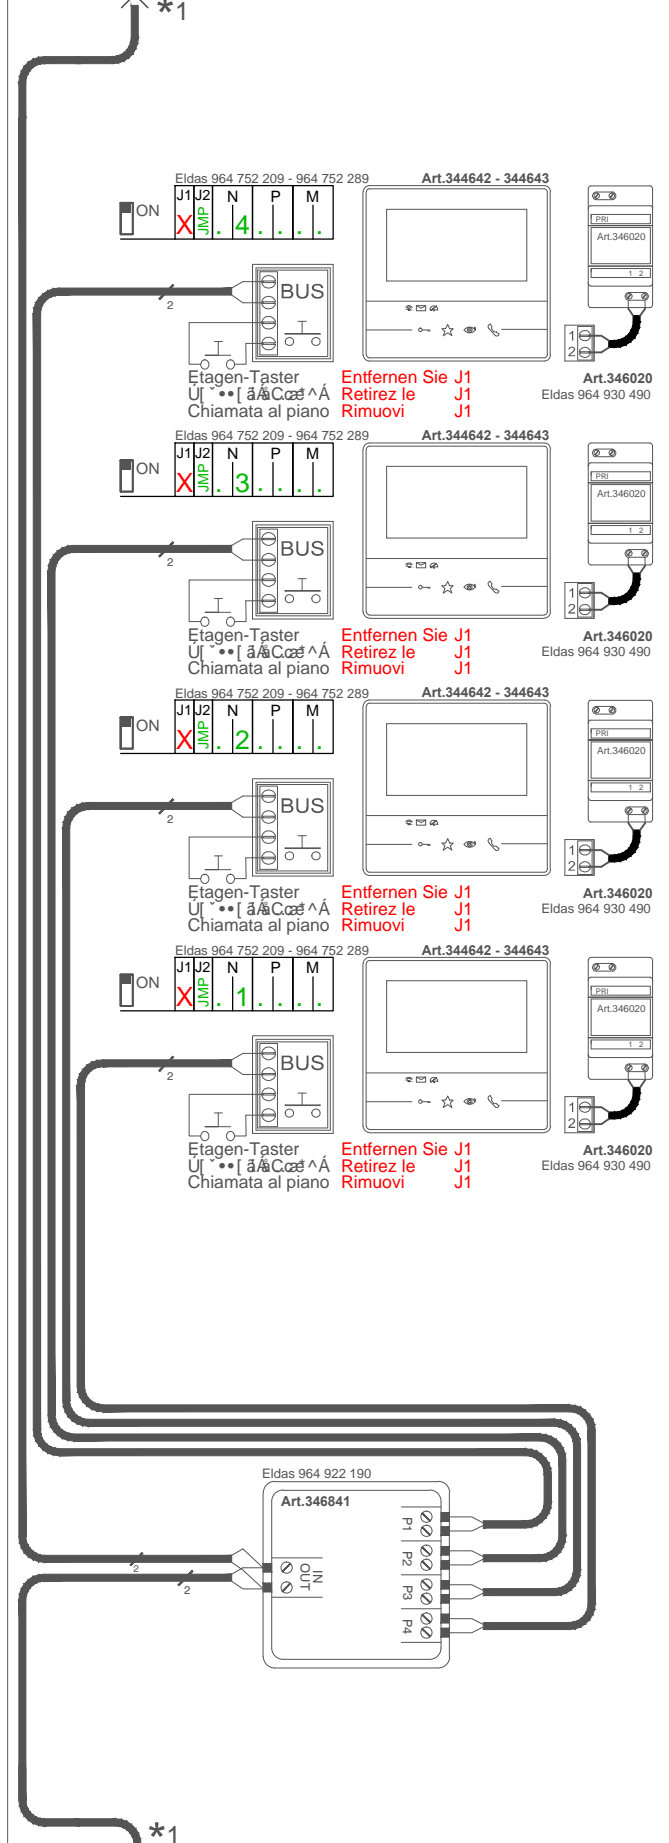 *1
Eldas 964 752 209 - 964 752 289 Art.344642 - 344643
ON J1 J2 N P M
X JMP . 4 . . . .
PRI
Art.346020
1 2
BUS
2
1
2
Etagen-Taster Entfernen Sie J1 Art.346020
Retirez le J1 Eldas 964 930 490
Chiamata al piano Rimuovi J1
Eldas 964 752 209 - 964 752 289 Art.344642 - 344643
ON J1 J2 N P M
X JMP . 3 . . . .
PRI
Art.346020
1 2
BUS
2
1
2
Etagen-Taster Entfernen Sie J1 Art.346020
Retirez le J1 Eldas 964 930 490
Chiamata al piano Rimuovi J1
Eldas 964 752 209 - 964 752 289 Art.344642 - 344643
ON J1 J2 N P M
X JMP . 2 . . . .
PRI
Art.346020
1 2
BUS
2
1
2
Etagen-Taster Entfernen Sie J1 Art.346020
Retirez le J1 Eldas 964 930 490
Chiamata al piano Rimuovi J1
Eldas 964 752 209 - 964 752 289 Art.344642 - 344643
ON J1 J2 N P M
X JMP . 1 . . . .
PRI
Art.346020
1 2
BUS
2
1
2
Etagen-Taster Entfernen Sie J1 Art.346020
Retirez le J1 Eldas 964 930 490
Chiamata al piano Rimuovi J1
Eldas 964 922 190
Art.346841
P1
P2
P3
P4
IN
OUT
2
2
*1